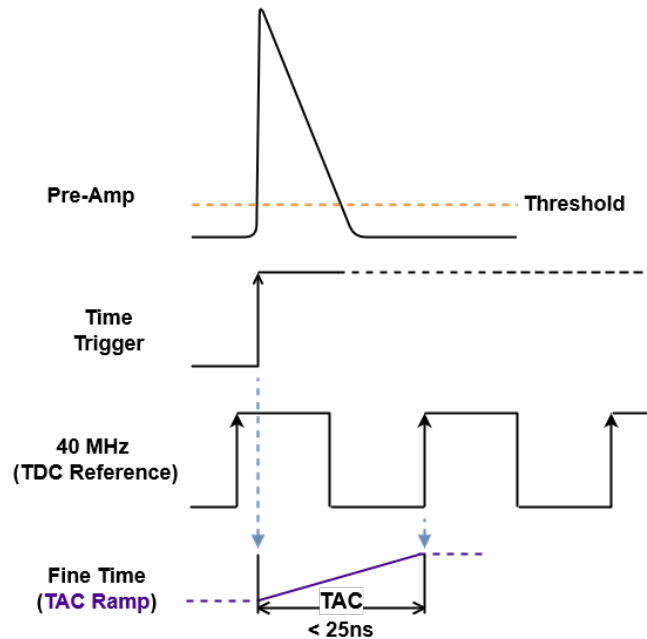 Pre-Amp
Threshold
Time
Trigger
40 MHz
(TDC Reference)
Fine Time
(TAC Ramp)
TAC
< 25ns